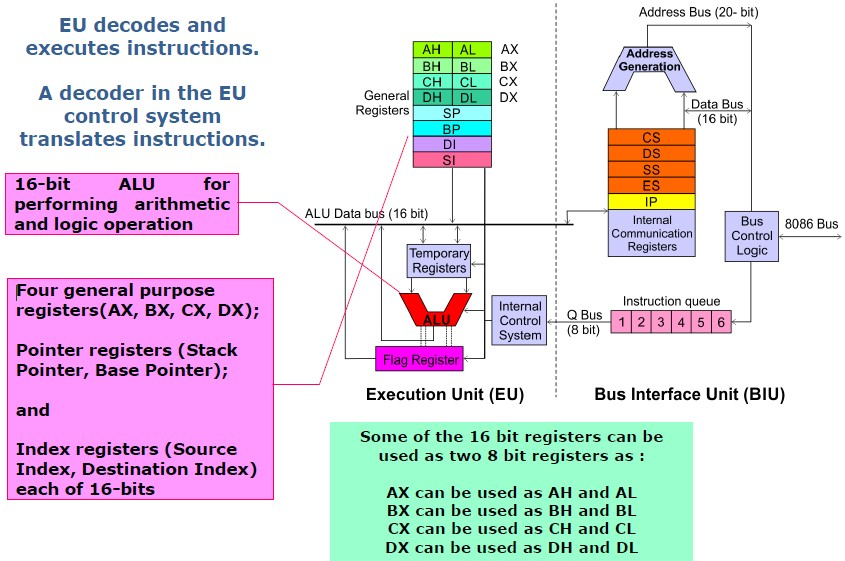 EU decodes and
executes instructions.
A decoder in the EU
control system
translates instructions.
16-bit ALU for
performing arithmetic
and logic operation
Four general purpose
registers(AX, BX, CX, DX);
Pointer registers (Stack
Pointer, Base Pointer);
and
Index registers (Source
Index, Destination Index)
each of 16-bits
General
Registers
AH AL AX
BH BL BX
CH CL CX
DH DL DX
SP
BP
DI
SI
ALU Data bus (16 bit)
Temporary
Registers
ALU
Flag Register
Internal
Control
System
Execution Unit (EU)
Address Bus (20- bit)
Address
Generation
Data Bus
(16 bit)
CS
DS
SS
ES
IP
Internal
Communication
Registers
Bus
Control
Logic
8086 Bus
Q Bus
(8 bit)
Instruction queue
1 2 3 4 5 6
Bus Interface Unit (BIU)
Some of the 16 bit registers can be
used as two 8 bit registers as :
AX can be used as AH and AL
BX can be used as BH and BL
CX can be used as CH and CL
DX can be used as DH and DL